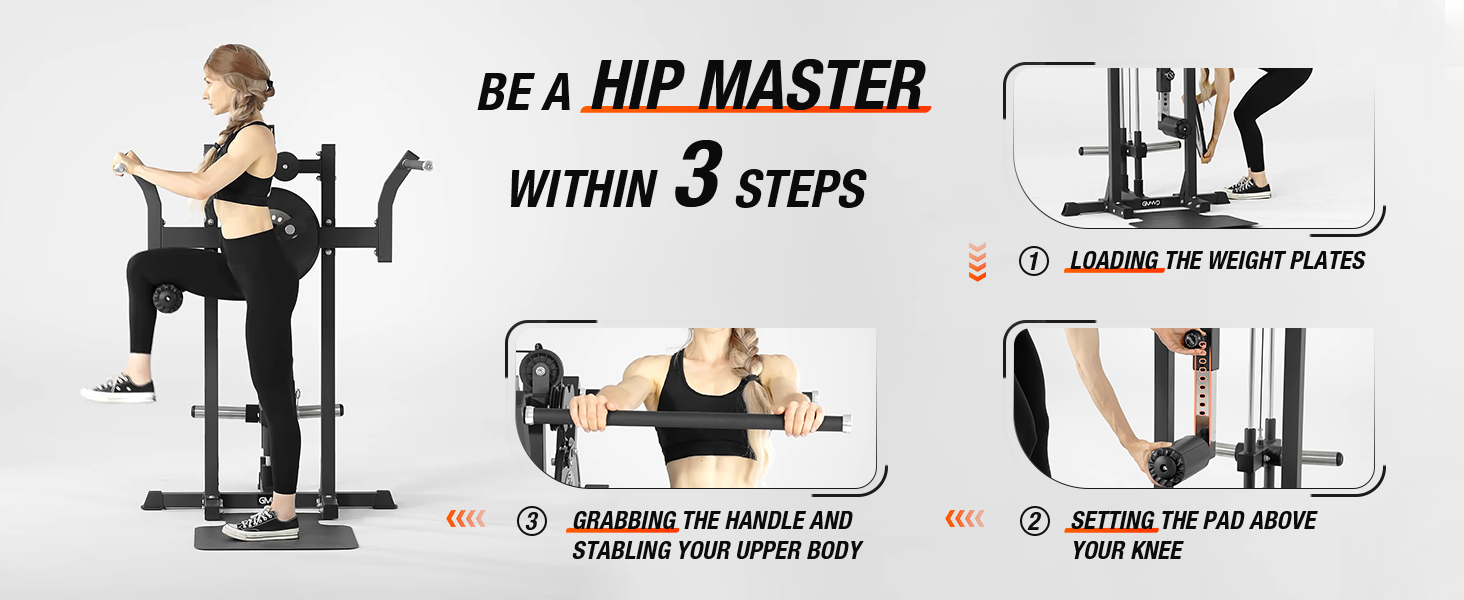 BE A HIP MASTER
WITHIN 3 STEPS
1 LOADING THE WEIGHT PLATES
2 SETTING THE PAD ABOVE
YOUR KNEE
3 GRABBING THE HANDLE AND
STABLING YOUR UPPER BODY
GMWD